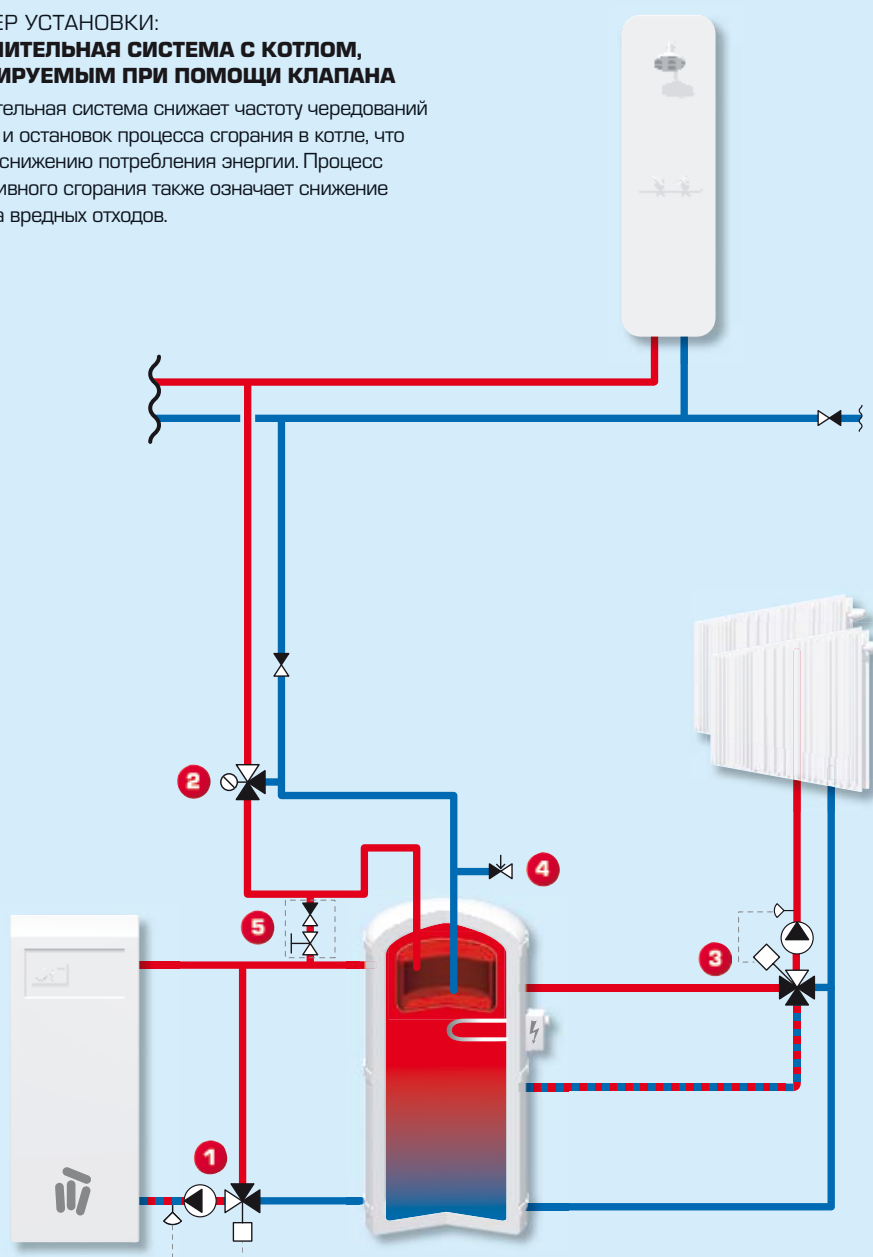 ЕР УСТАНОВКИ:
ИТЕЛЬНАЯ СИСТЕМА С КОТЛОМ,
ИРУЕМЫМ ПРИ ПОМОЩИ КЛАПАНА
тельная система снижает частоту чередований
и остановок процесса сгорания в котле, что
снижению потребления энергии. Процесс
ивного сгорания также означает снижение
а вредных отходов.
2
4
5
3
1